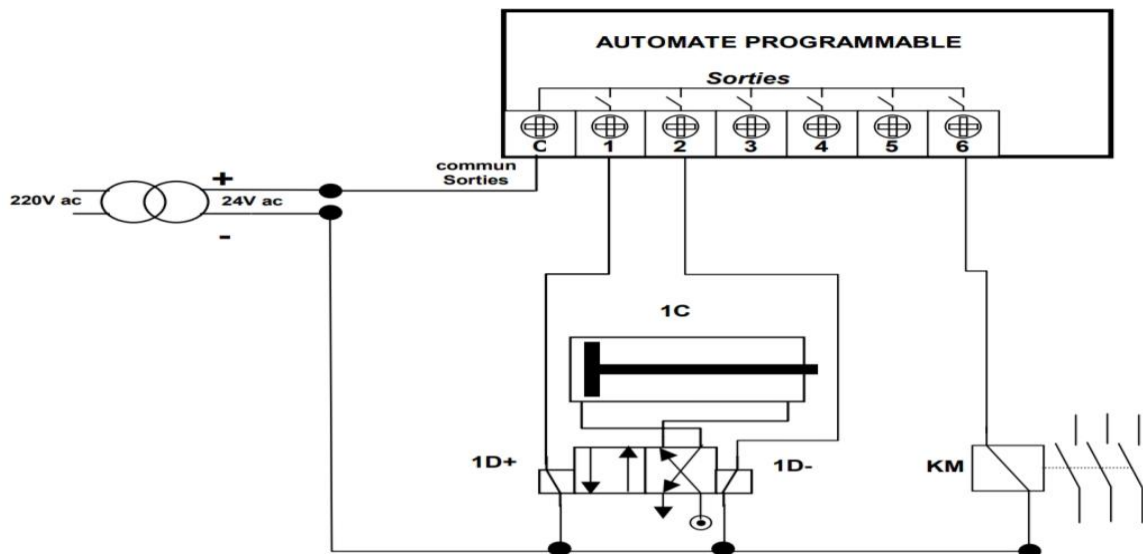 AUTOMATE PROGRAMMABLE
Sorties
C 1 2 3 4 5 6
commun
Sorties
+
220V ac 24V ac
-
1C
1D+ 1D- KM